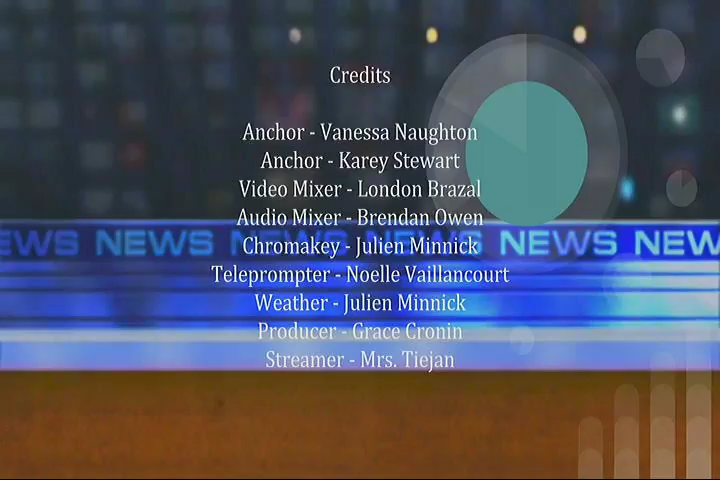 Credits
Anchor - Vanessa Naughton
Anchor - Karey Stewart
Video Mixer - London Brazal
Audio Mixer - Brendan Owen
NEWS NEWS NEWS NEWS NEWS
Chromakey - Julien Minnick
Teleprompter - Noelle Vaillancourt
Weather - Julien Minnick
Producer - Grace Cronin
Streamer - Mrs. Tiejan